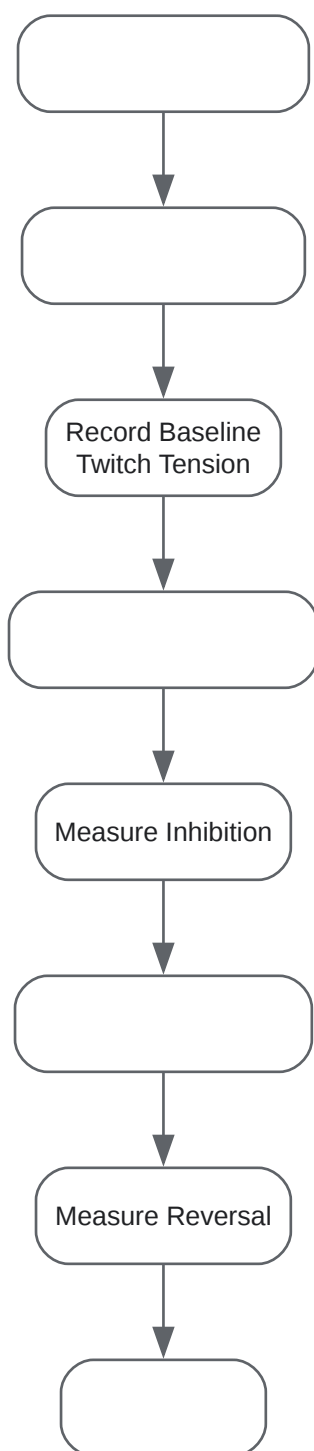 Record Baseline
Twitch Tension
Measure Inhibition
Measure Reversal